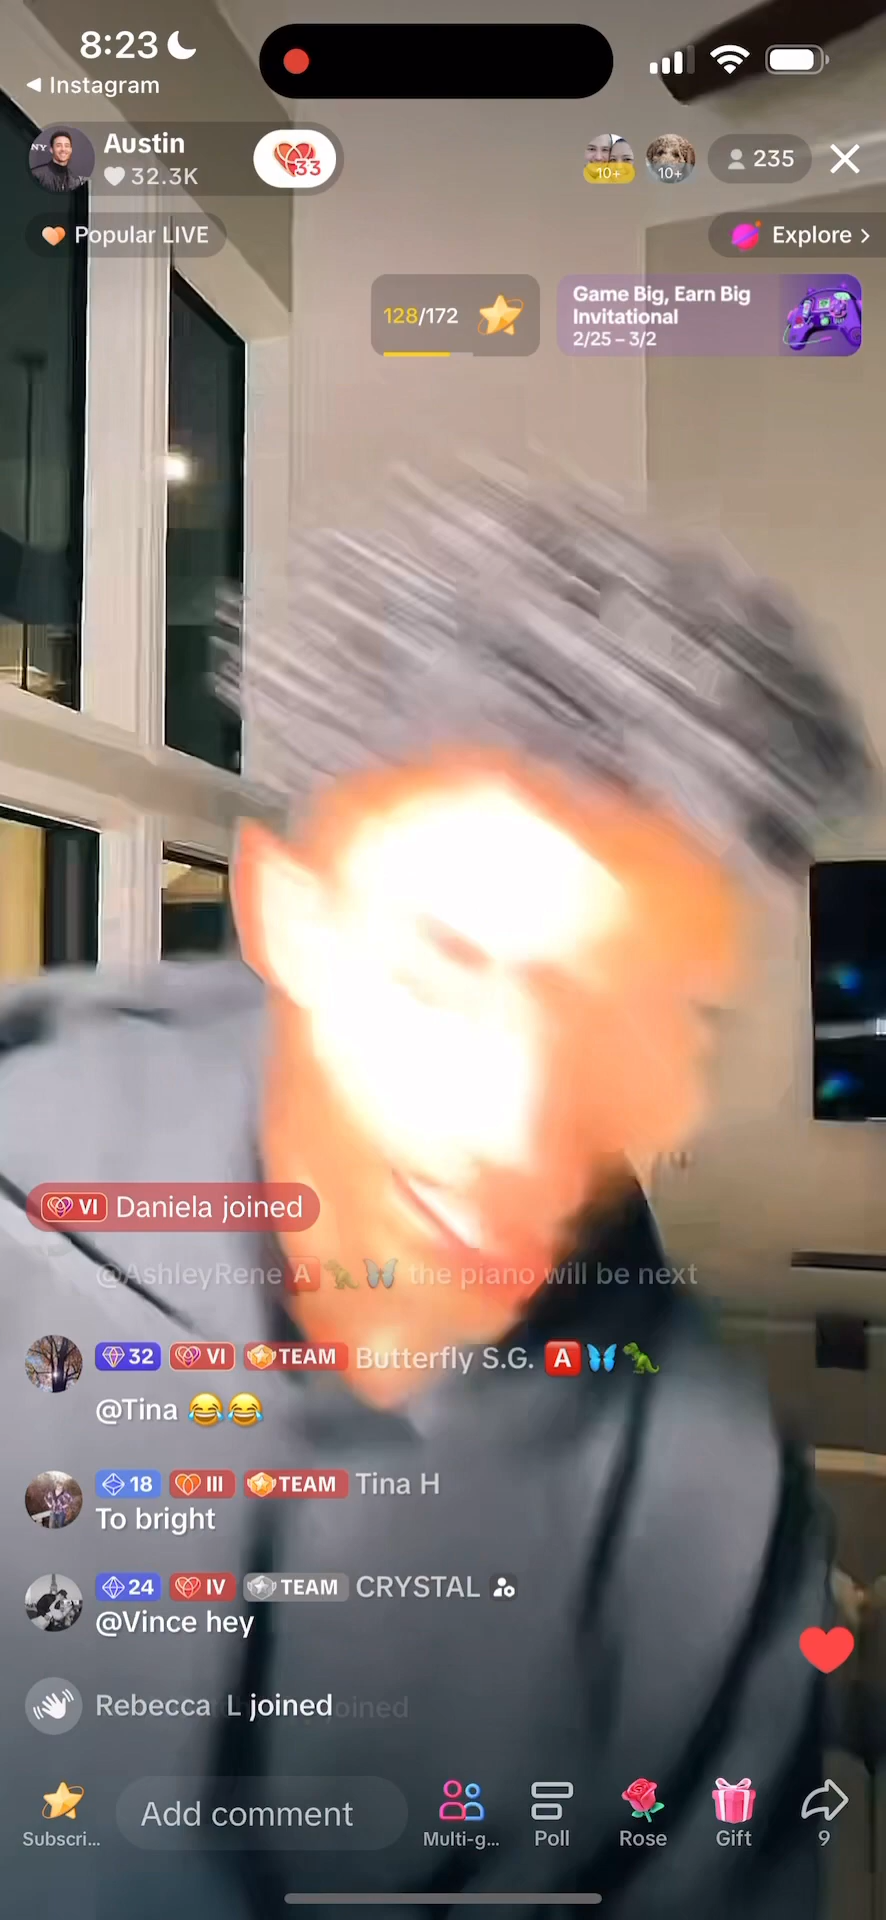 8:23
Instagram
NY
Austin
32.3K
33
10+
10+
235
Popular LIVE
Explore
128/172
Game Big, Earn Big
Invitational
2/25 – 3/2
VI Daniela joined
@AshleyRene A the piano will be next
32 VI TEAM Butterfly S.G. A
@Tina 😂😂
18 III TEAM Tina H
To bright
24 IV TEAM CRYSTAL
@Vince hey
Rebecca L joined
joined
Subscri...
Add comment
Multi-g...
Poll
Rose
Gift
9